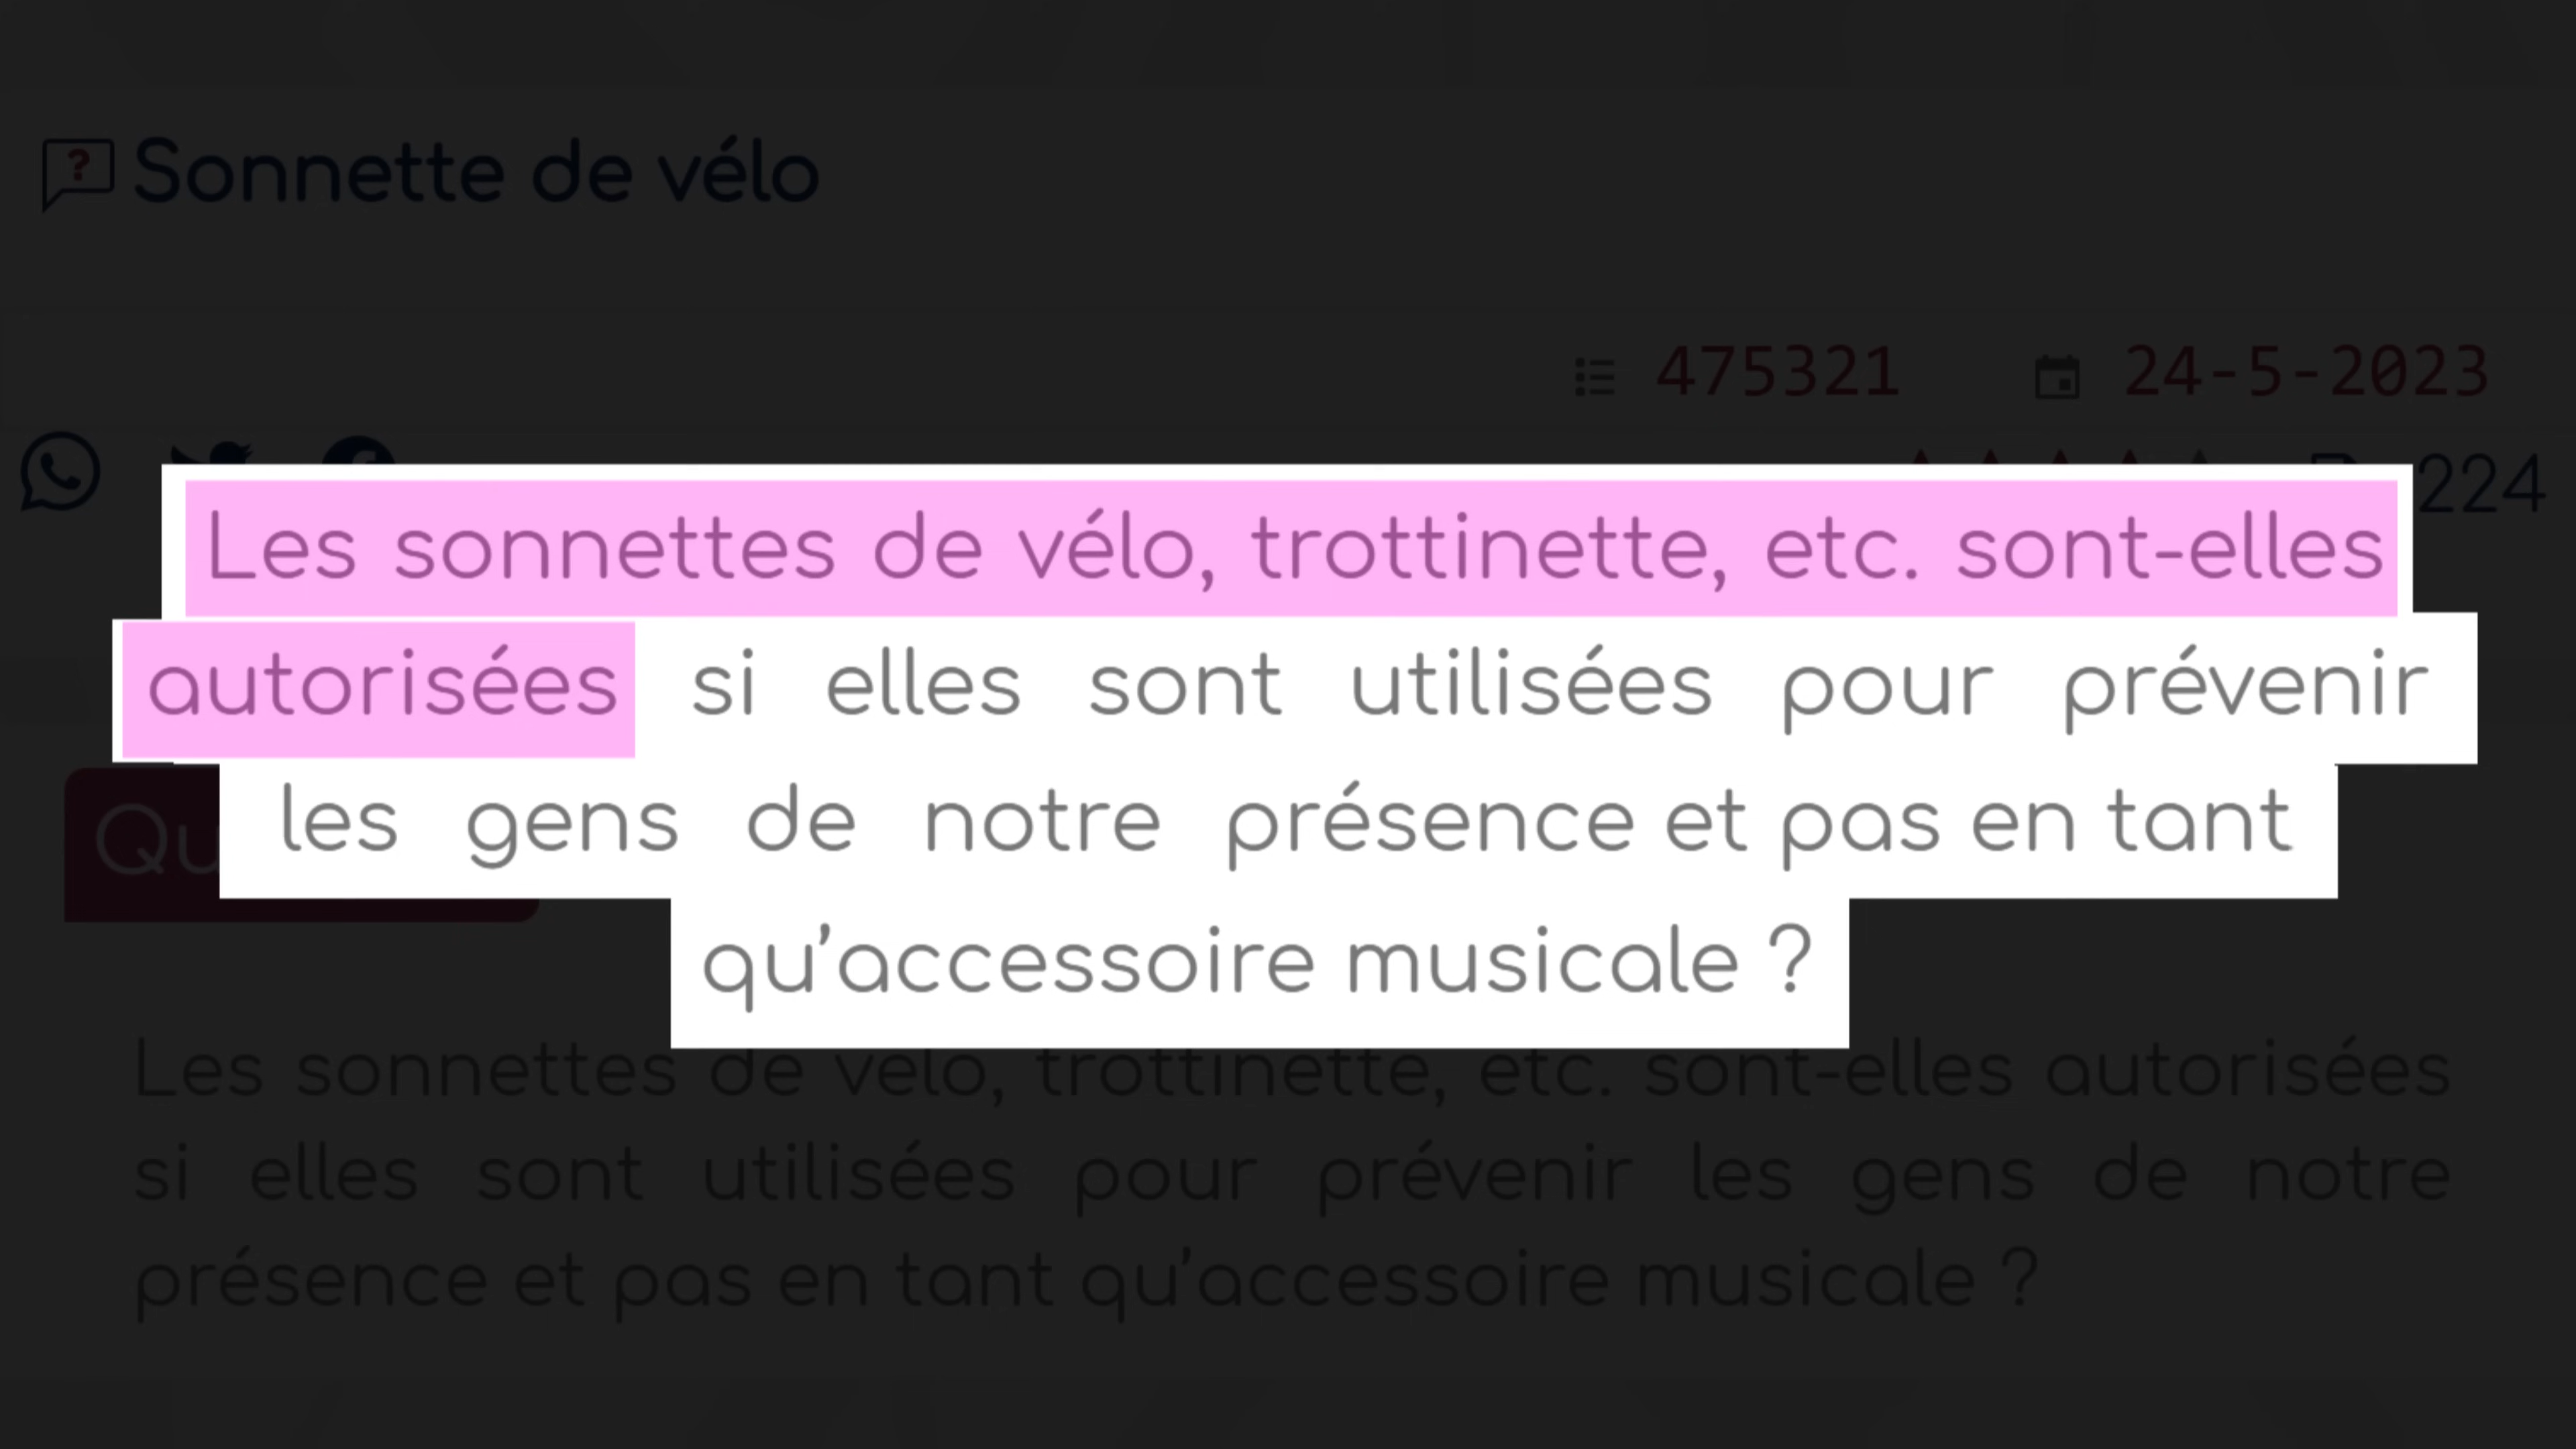 Sonnette de vélo
475321 24-5-2023
224
Les sonnettes de vélo, trottinette, etc. sont-elles
autorisées si elles sont utilisées pour prévenir
les gens de notre présence et pas en tant
qu’accessoire musicale ?
Les sonnettes de vélo, trottinette, etc. sont-elles autorisées
si elles sont utilisées pour prévenir les gens de notre
présence et pas en tant qu’accessoire musicale ?